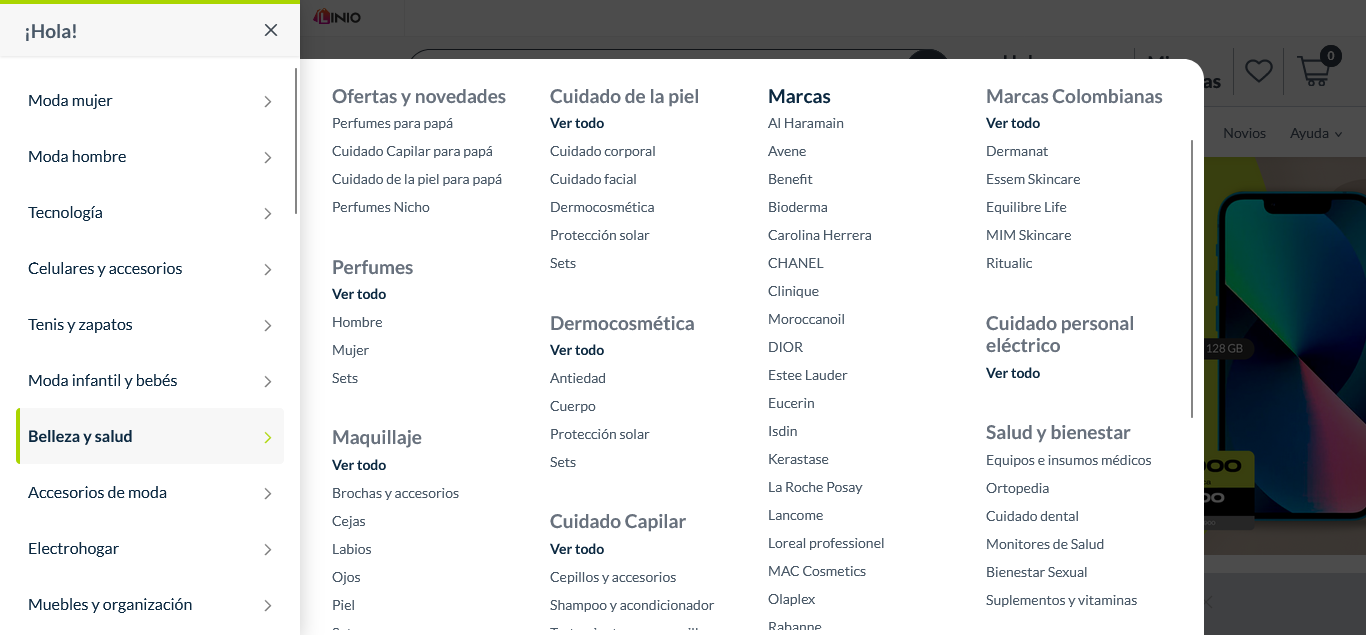 ¡Hola!
Moda mujer
Moda hombre
Tecnología
Celulares y accesorios
Tenis y zapatos
Moda infantil y bebés
Belleza y salud
Accesorios de moda
Electrohogar
Muebles y organización
LINIO
Ofertas y novedades
Perfumes para papá
Cuidado Capilar para papá
Cuidado de la piel para papá
Perfumes Nicho
Perfumes
Ver todo
Hombre
Mujer
Sets
Maquillaje
Ver todo
Brochas y accesorios
Cejas
Labios
Ojos
Piel
Cuidado de la piel
Ver todo
Cuidado corporal
Cuidado facial
Dermocosmética
Protección solar
Sets
Dermocosmética
Ver todo
Antiedad
Cuerpo
Protección solar
Sets
Cuidado Capilar
Ver todo
Cepillos y accesorios
Shampoo y acondicionador
Marcas
Al Haramain
Avene
Benefit
Bioderma
Carolina Herrera
CHANEL
Clinique
Moroccanoil
DIOR
Estee Lauder
Eucerin
Isdin
Kerastase
La Roche Posay
Lancome
Loreal professionel
MAC Cosmetics
Olaplex
Rabanne
Marcas Colombianas
Ver todo
Dermanat
Essem Skincare
Equilibre Life
MIM Skincare
Ritualic
Cuidado personal
eléctrico
Ver todo
Salud y bienestar
Equipos e insumos médicos
Ortopedia
Cuidado dental
Monitores de Salud
Bienestar Sexual
Suplementos y vitaminas
0
Novios
Ayuda
128 GB